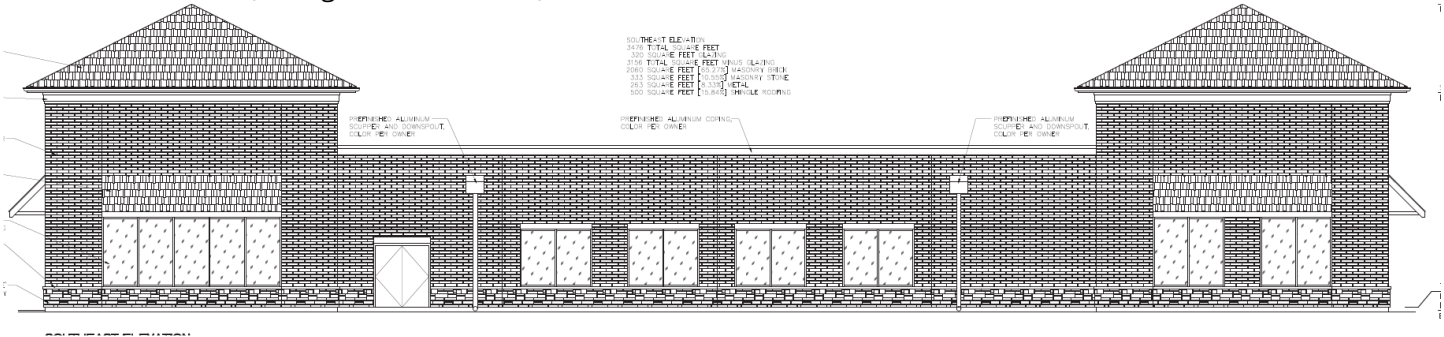 SOUTHEAST ELEVATION
3476 TOTAL SQUARE FEET
320 SQUARE FEET GLAZING
3156 TOTAL SQUARE FEET MINUS GLAZING
2060 SQUARE FEET [65.27%] MASONRY BRICK
333 SQUARE FEET [10.55%] MASONRY STONE
263 SQUARE FEET [8.33%] METAL
500 SQUARE FEET [15.84%] SHINGLE ROOFING
PREFINISHED ALUMINUM
SCUPPER AND DOWNSPOUT,
COLOR PER OWNER
PREFINISHED ALUMINUM COPING,
COLOR PER OWNER
PREFINISHED ALUMINUM
SCUPPER AND DOWNSPOUT,
COLOR PER OWNER
SOUTHEAST ELEVATION